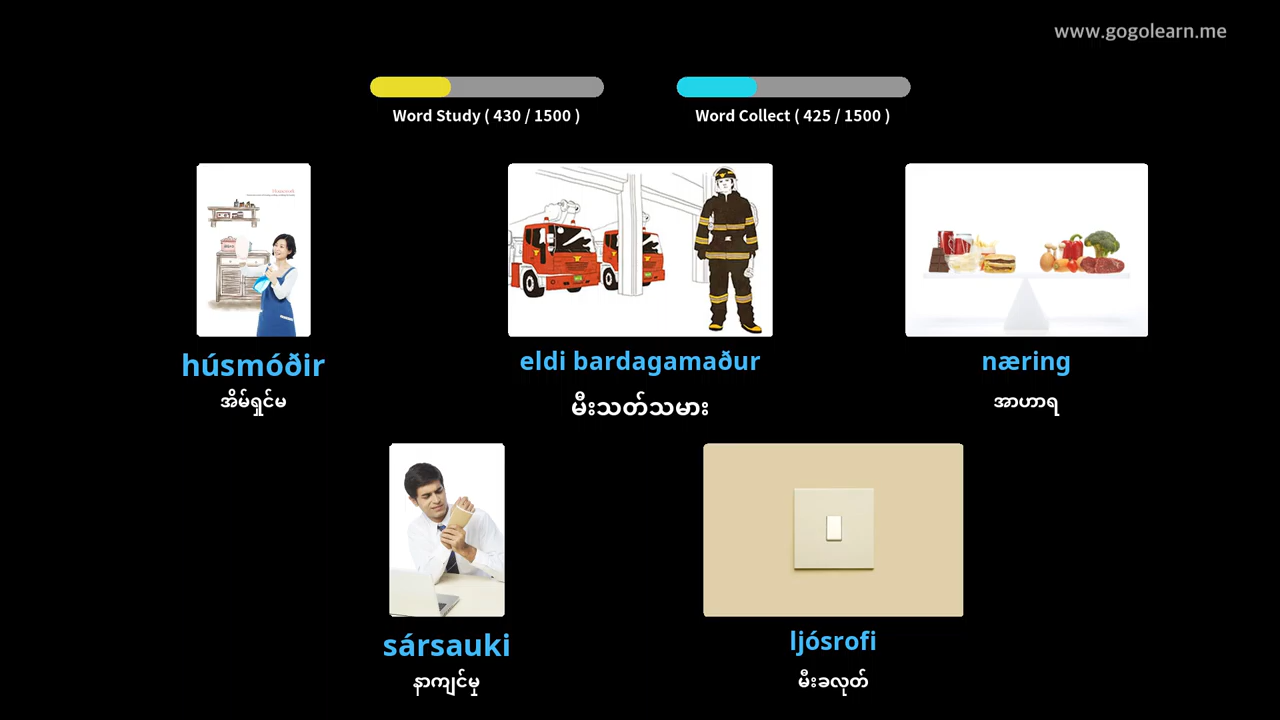 www.gogolearn.me
Word Study ( 430 / 1500 )
Word Collect ( 425 / 1500 )
húsmóðir
အိမ်ရှင်မ
eldi bardagamaður
မီးသတ်သမား
næring
အာဟာရ
sársauki
နာကျင်မှု
ljósrofi
မီးခလုတ်